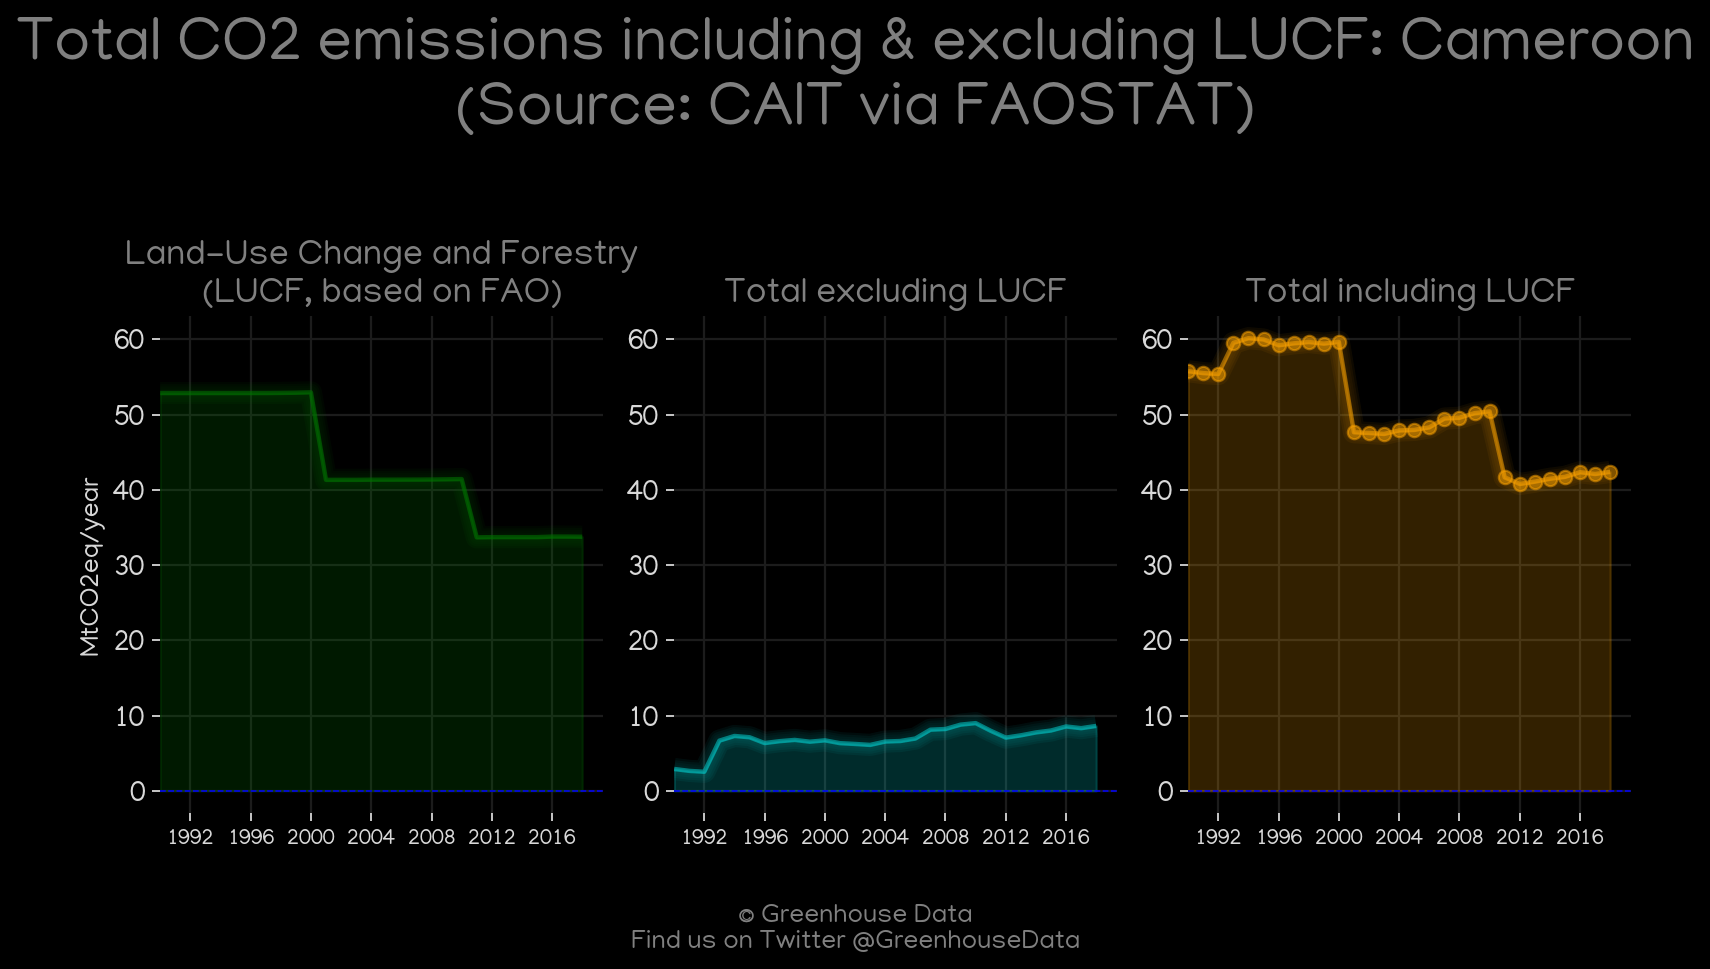 Total CO2 emissions including & excluding LUCF: Cameroon
(Source: CAIT via FAOSTAT)
Land-Use Change and Forestry
(LUCF, based on FAO)
MtCO2eq/year
60
50
40
30
20
10
0
1992 1996 2000 2004 2008 2012 2016
Total excluding LUCF
60
50
40
30
20
10
0
1992 1996 2000 2004 2008 2012 2016
Total including LUCF
60
50
40
30
20
10
0
1992 1996 2000 2004 2008 2012 2016
© Greenhouse Data
Find us on Twitter @GreenhouseData